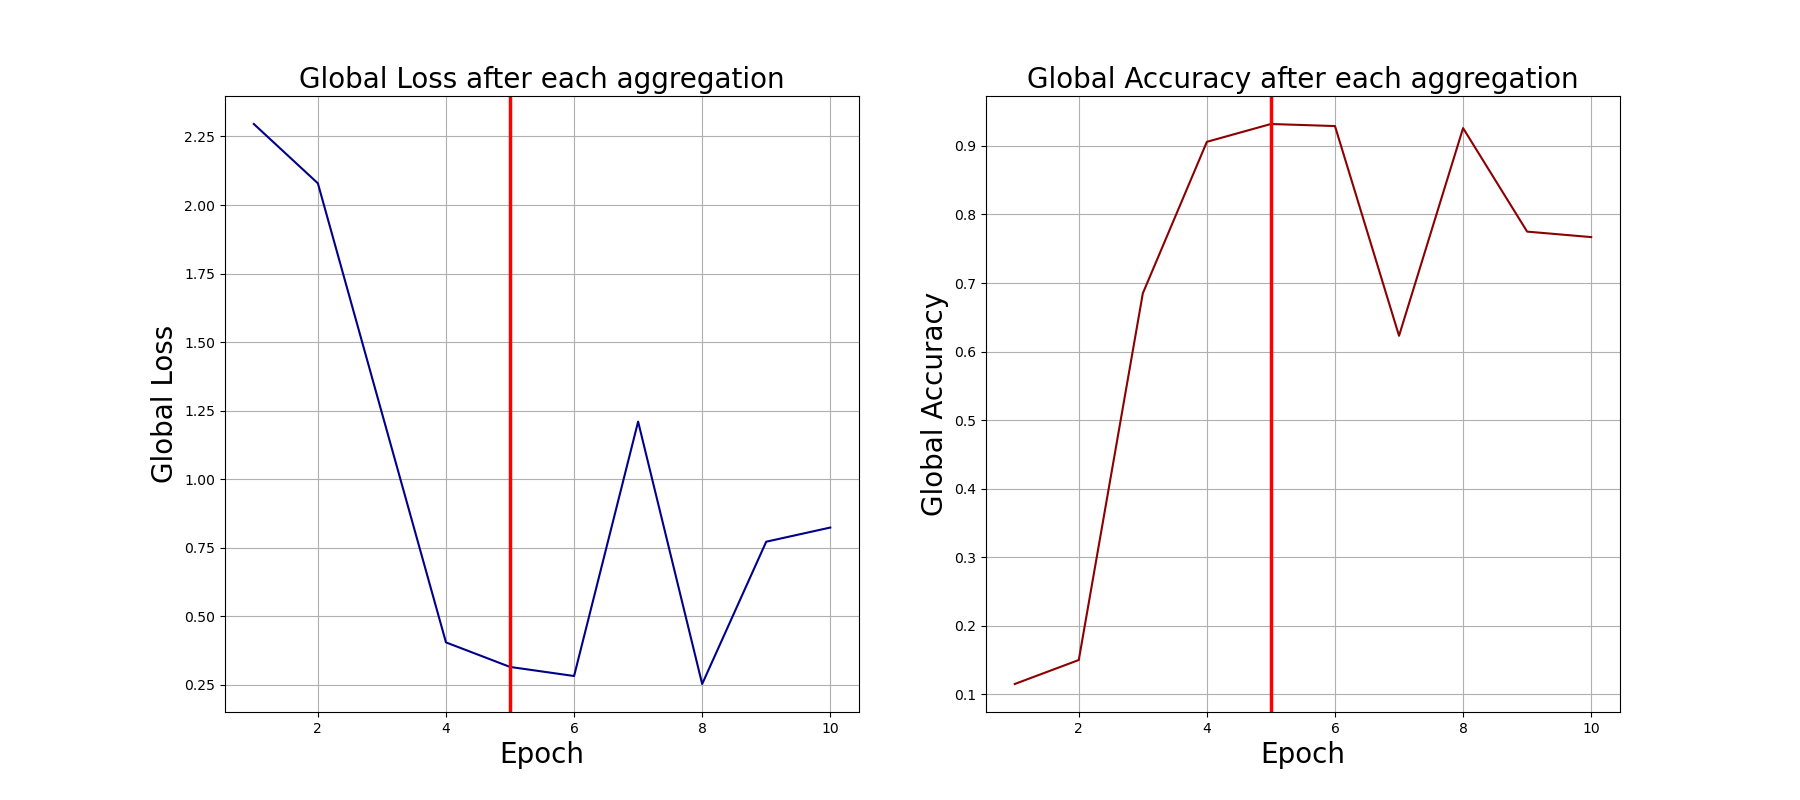 Global Loss after each aggregation
Global Loss
2.25
2.00
1.75
1.50
1.25
1.00
0.75
0.50
0.25
2 4 6 8 10
Epoch
Global Accuracy after each aggregation
Global Accuracy
0.9
0.8
0.7
0.6
0.5
0.4
0.3
0.2
0.1
2 4 6 8 10
Epoch